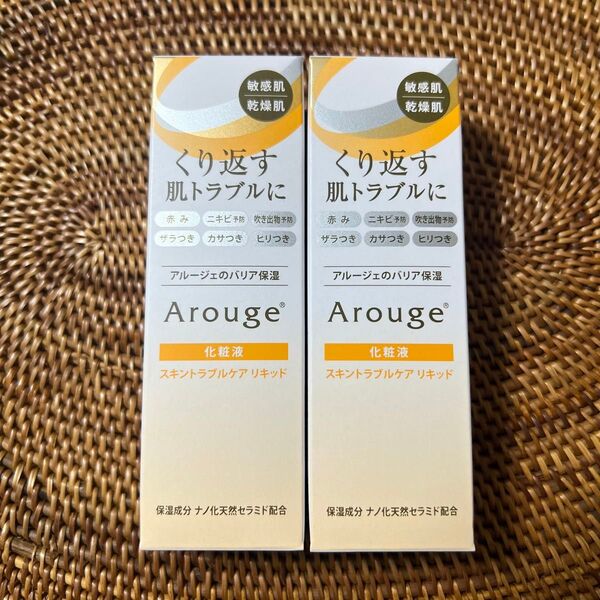 敏感肌
乾燥肌
くり返す
肌トラブルに
赤み ニキビ予防 吹き出物予防
ザラつき カサつき ヒリつき
アルージェのバリア保湿
Arouge®
化粧液
スキントラブルケア リキッド
保湿成分 ナノ化天然セラミド配合
敏感肌
乾燥肌
くり返す
肌トラブルに
赤み ニキビ予防 吹き出物予防
ザラつき カサつき ヒリつき
アルージェのバリア保湿
Arouge®
化粧液
スキントラブルケア リキッド
保湿成分 ナノ化天然セラミド配合